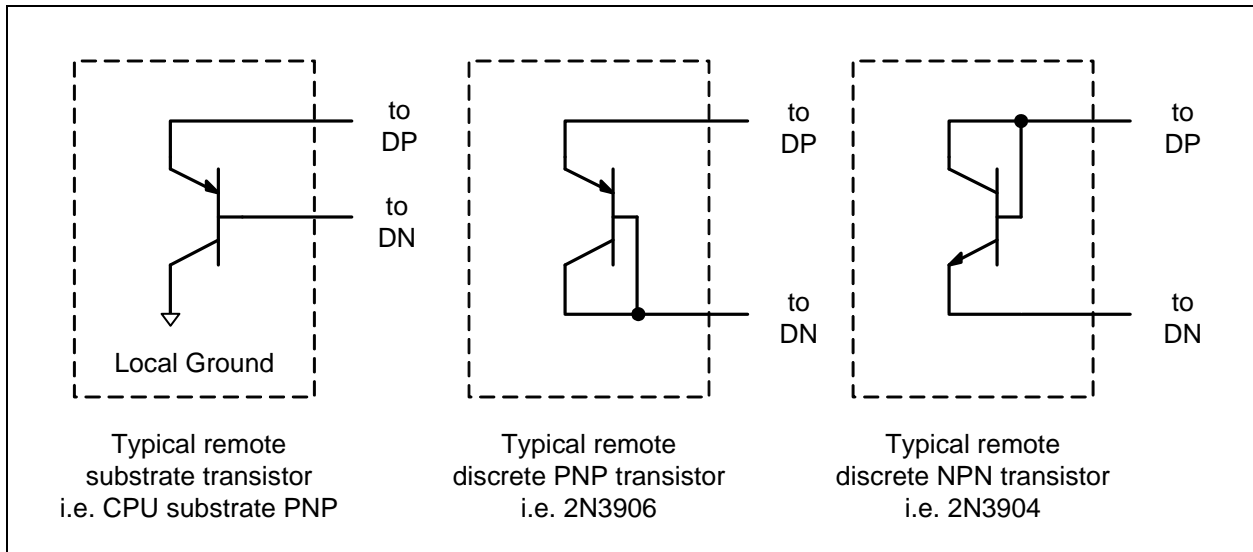 to
DP
to
DN
Local Ground
Typical remote
substrate transistor
i.e. CPU substrate PNP
to
DP
to
DN
Typical remote
discrete PNP transistor
i.e. 2N3906
to
DP
to
DN
Typical remote
discrete NPN transistor
i.e. 2N3904